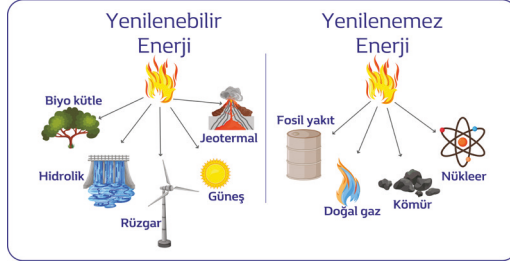 Yenilenebilir
Enerji
Biyo kütle
Jeotermal
Hidrolik
Güneş
Rüzgar
Yenilenemez
Enerji
Fosil yakıt
Nükleer
Kömür
Doğal gaz